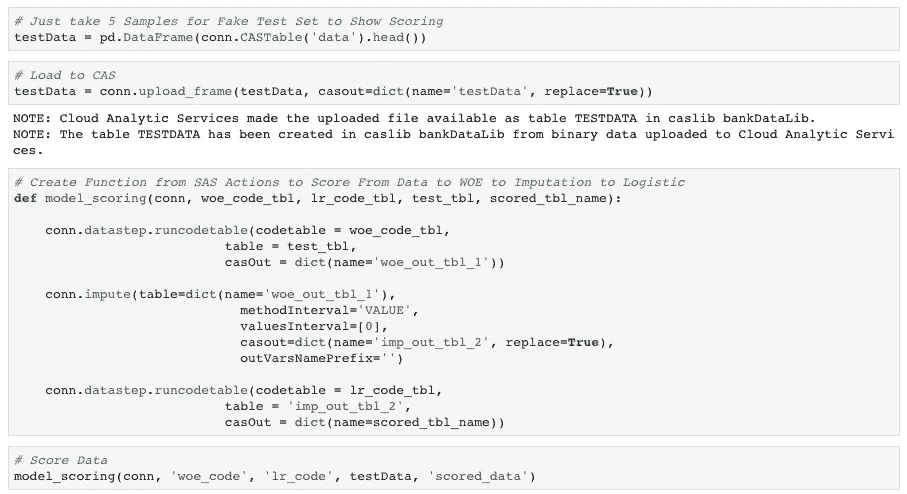 # Just take 5 Samples for Fake Test Set to Show Scoring
testData = pd.DataFrame(conn.CASTable('data').head())
# Load to CAS
testData = conn.upload_frame(testData, casout=dict(name='testData', replace=True))
NOTE: Cloud Analytic Services made the uploaded file available as table TESTDATA in caslib bankDataLib.
NOTE: The table TESTDATA has been created in caslib bankDataLib from binary data uploaded to Cloud Analytic Servi
ces.
# Create Function from SAS Actions to Score From Data to WOE to Imputation to Logistic
def model_scoring(conn, woe_code_tbl, lr_code_tbl, test_tbl, scored_tbl_name):
    conn.datastep.runcodetable(codetable = woe_code_tbl,
                           table = test_tbl,
                           casOut = dict(name='woe_out_tbl_1'))
    conn.impute(table=dict(name='woe_out_tbl_1'),
                             methodInterval='VALUE',
                             valuesInterval=[0],
                             casout=dict(name='imp_out_tbl_2', replace=True),
                             outVarsNamePrefix='')
    conn.datastep.runcodetable(codetable = lr_code_tbl,
                           table = 'imp_out_tbl_2',
                           casOut = dict(name=scored_tbl_name))
# Score Data
model_scoring(conn, 'woe_code', 'lr_code', testData, 'scored_data')